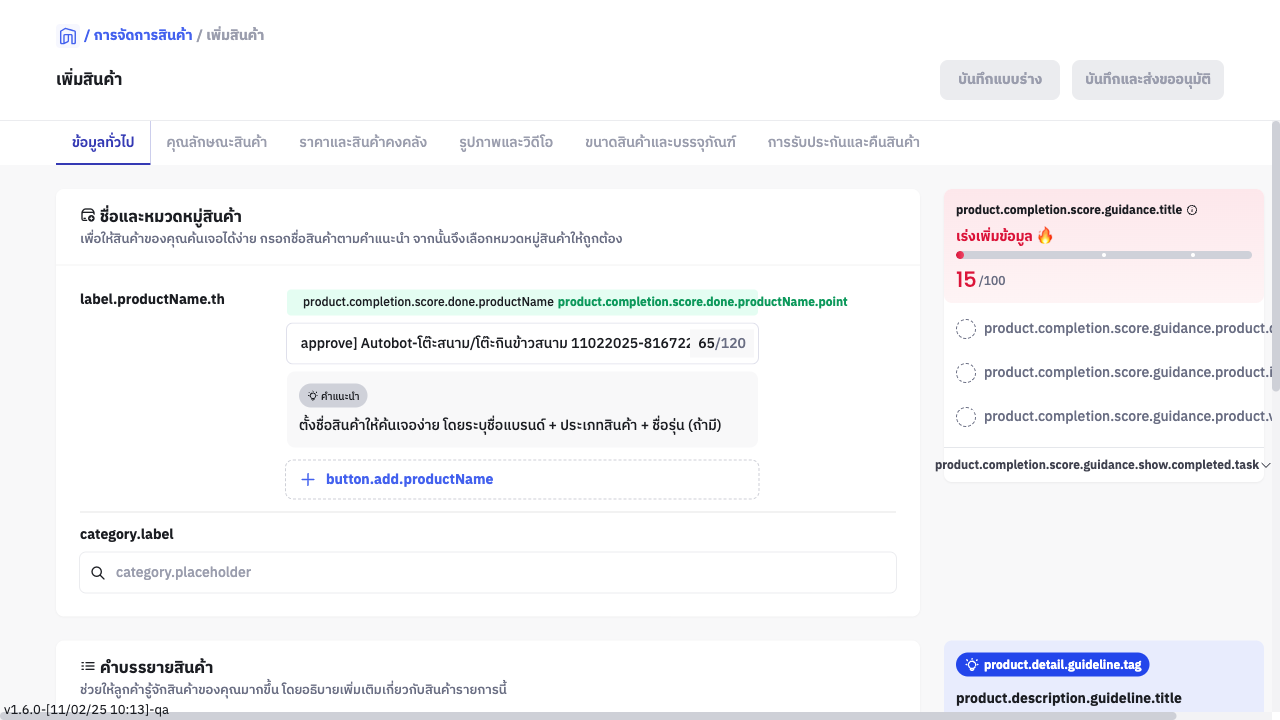 / การจัดการสินค้า / เพิ่มสินค้า
เพิ่มสินค้า
บันทึกแบบร่าง
บันทึกและส่งขออนุมัติ
ข้อมูลทั่วไป คุณลักษณะสินค้า ราคาและสินค้าคงคลัง รูปภาพและวิดีโอ ขนาดสินค้าและบรรจุภัณฑ์ การรับประกันและคืนสินค้า
ชื่อและหมวดหมู่สินค้า
เพื่อให้สินค้าของคุณค้นเจอได้ง่าย กรอกชื่อสินค้าตามคำแนะนำ จากนั้นจึงเลือกหมวดหมู่สินค้าให้ถูกต้อง
label.productName.th
product.completion.score.done.productName product.completion.score.done.productName.point
approve] Autobot-โต๊ะสนาม/โต๊ะกินข้าวสนาม 11022025-816722 65/120
คำแนะนำ
ตั้งชื่อสินค้าให้ค้นเจอง่าย โดยระบุชื่อแบรนด์ + ประเภทสินค้า + ชื่อรุ่น (ถ้ามี)
button.add.productName
category.label
category.placeholder
คำบรรยายสินค้า
ช่วยให้ลูกค้ารู้จักสินค้าของคุณมากขึ้น โดยอธิบายเพิ่มเติมเกี่ยวกับสินค้ารายการนี้
product.completion.score.guidance.title
เร่งเพิ่มข้อมูล 🔥
15 /100
product.completion.score.guidance.product.
product.completion.score.guidance.product.i
product.completion.score.guidance.product.
product.completion.score.guidance.show.completed.task
product.detail.guideline.tag
product.description.guideline.title
v1.6.0-[11/02/25 10:13]-qa